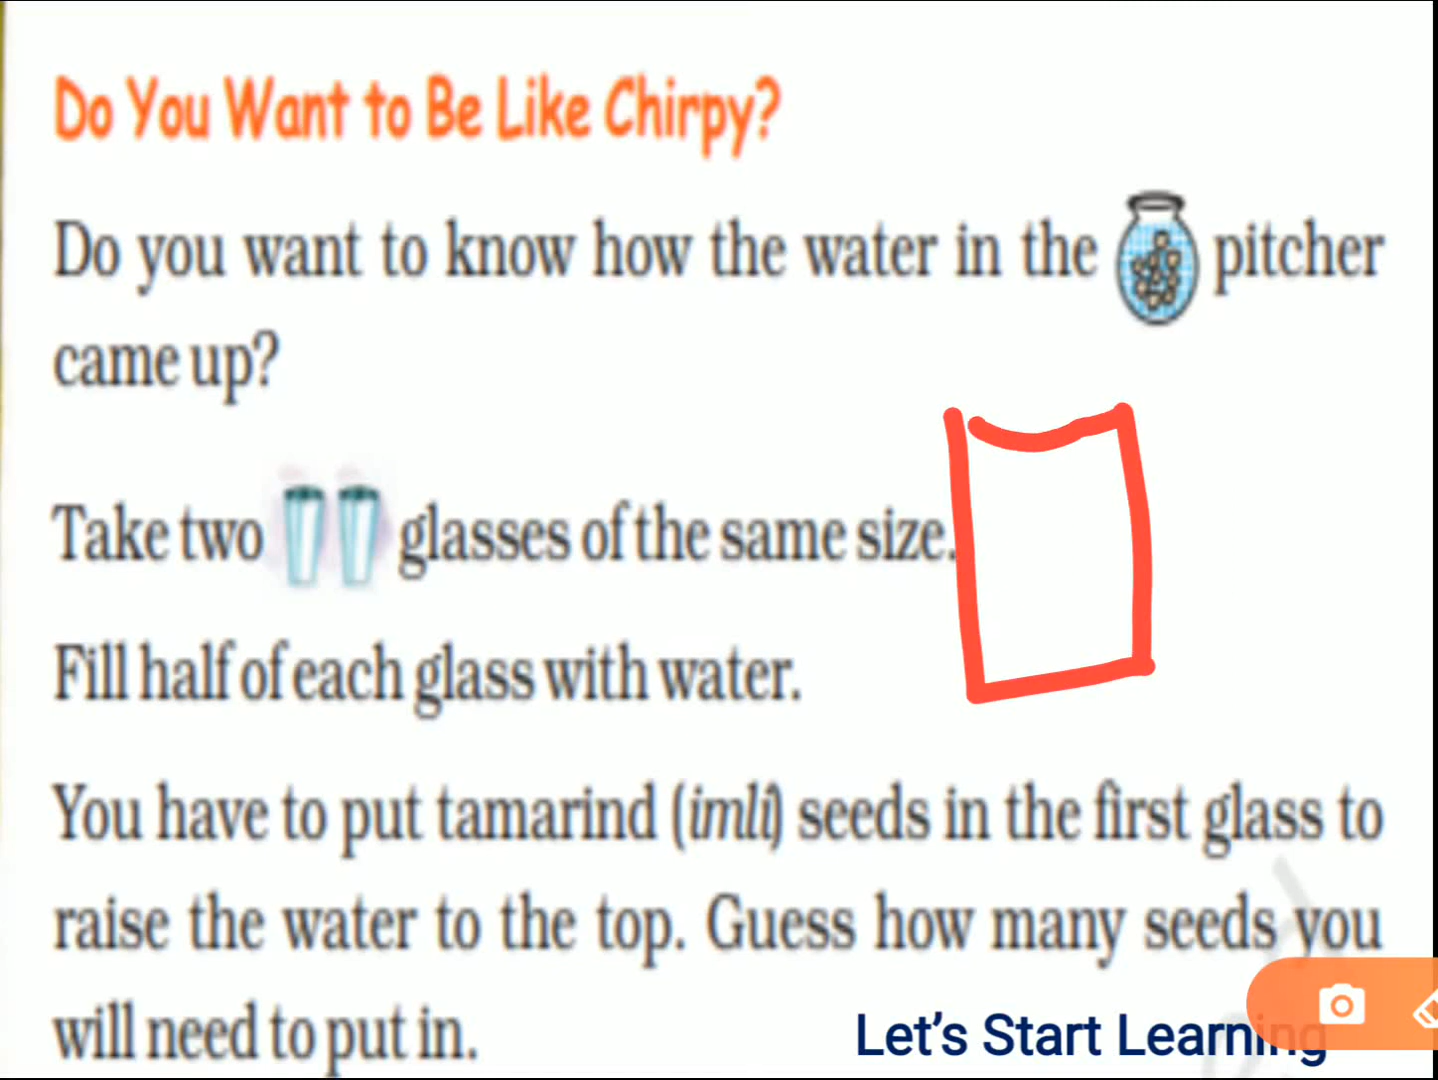 Do You Want to Be Like Chirpy?
Do you want to know how the water in the pitcher
came up?
Take two glasses of the same size.
Fill half of each glass with water.
You have to put tamarind (imli) seeds in the first glass to
raise the water to the top. Guess how many seeds you
will need to put in.
Let's Start Learning